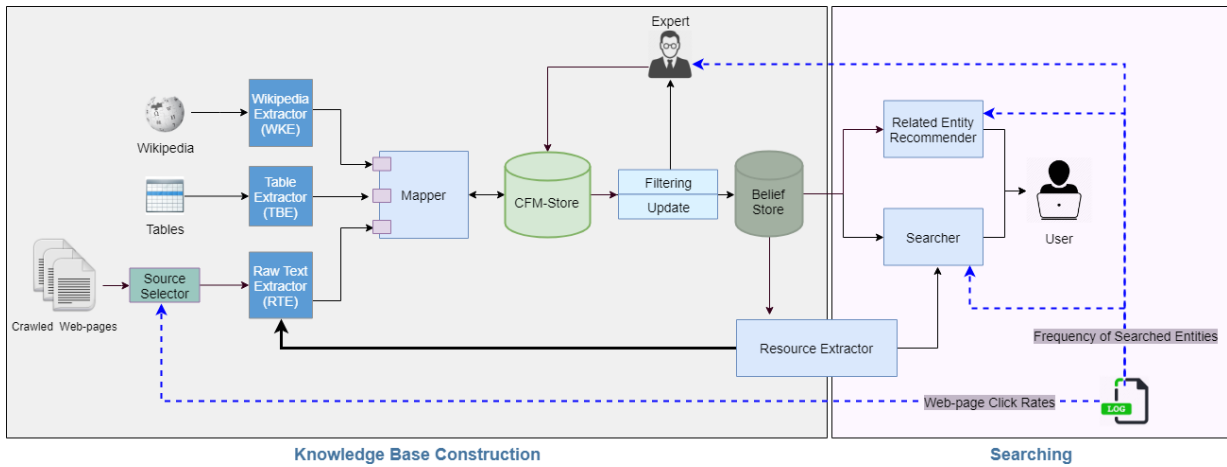 Expert
Wikipedia
Extractor
(WKE)
Wikipedia
Table
Extractor
(TBE)
Tables
Mapper
CFM-Store
Filtering
Update
Belief
Store
Related Entity
Recommender
Searcher
User
Source
Selector
Raw Text
Extractor
(RTE)
Crawled Web-pages
Resource Extractor
Frequency of Searched Entities
Web-page Click Rates
LOG
Knowledge Base Construction
Searching